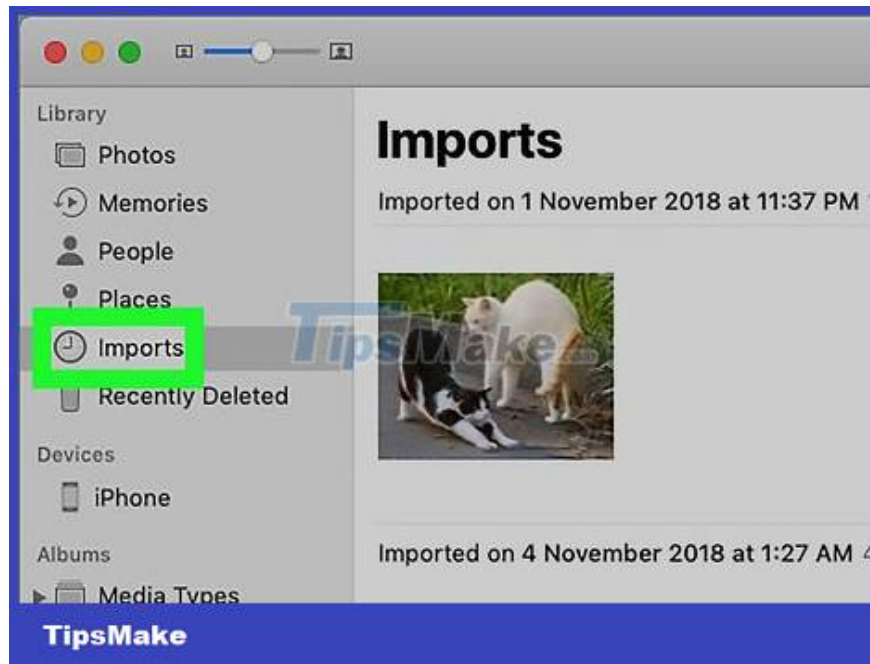 Library
Photos
Memories
People
Places
Imports
Recently Deleted
Devices
iPhone
Albums
Media Types
Imports
Imported on 1 November 2018 at 11:37 PM
TipsMake
Imported on 4 November 2018 at 1:27 AM
TipsMake